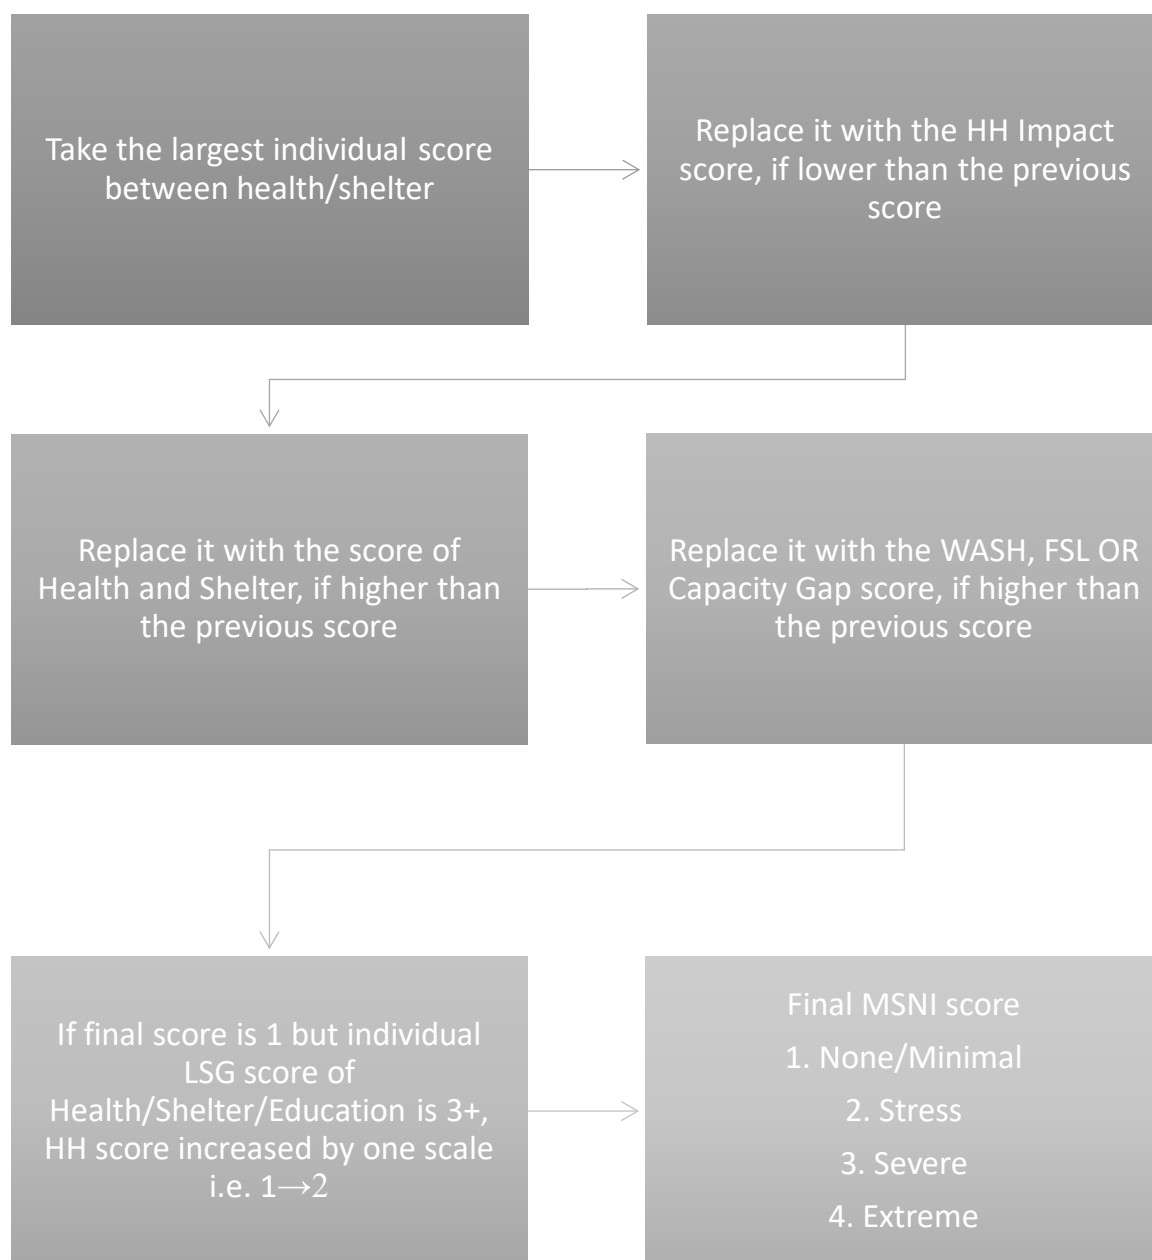 Take the largest individual score
between health/shelter
Replace it with the HH Impact
score, if lower than the previous
score
Replace it with the score of
Health and Shelter, if higher than
the previous score
Replace it with the WASH, FSL OR
Capacity Gap score, if higher than
the previous score
If final score is 1 but individual
LSG score of
Health/Shelter/Education is 3+,
HH score increased by one scale
i.e. 1→2
Final MSNI score
1. None/Minimal
2. Stress
3. Severe
4. Extreme